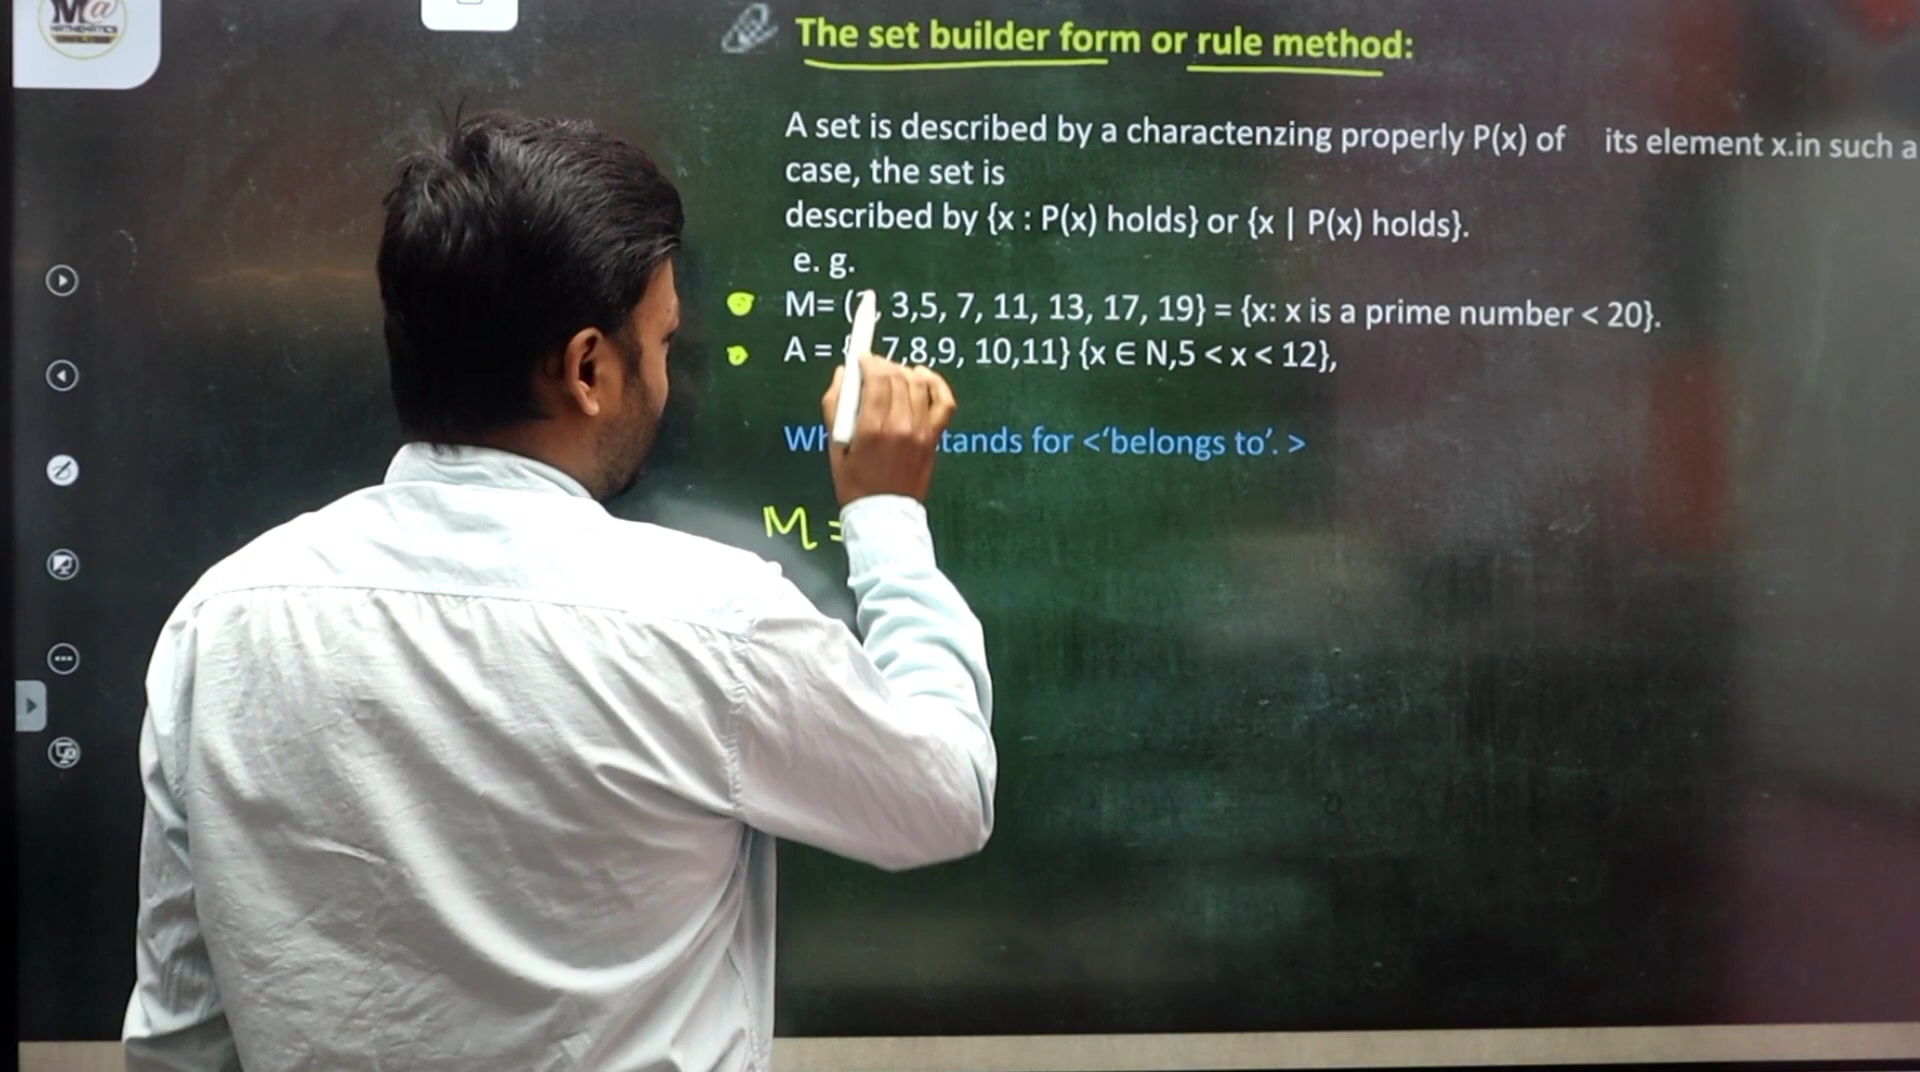 M@
MATHEMATICS
The set builder form or rule method:
A set is described by a charactenzing properly P(x) of its element x.in such a
case, the set is
described by {x : P(x) holds} or {x | P(x) holds}.
e. g.
M= ( , 3,5, 7, 11, 13, 17, 19} = {x: x is a prime number < 20}.
A = { 7,8,9, 10,11} {x ∈ N,5 < x < 12},
Wh tands for <‘belongs to’. >
M =